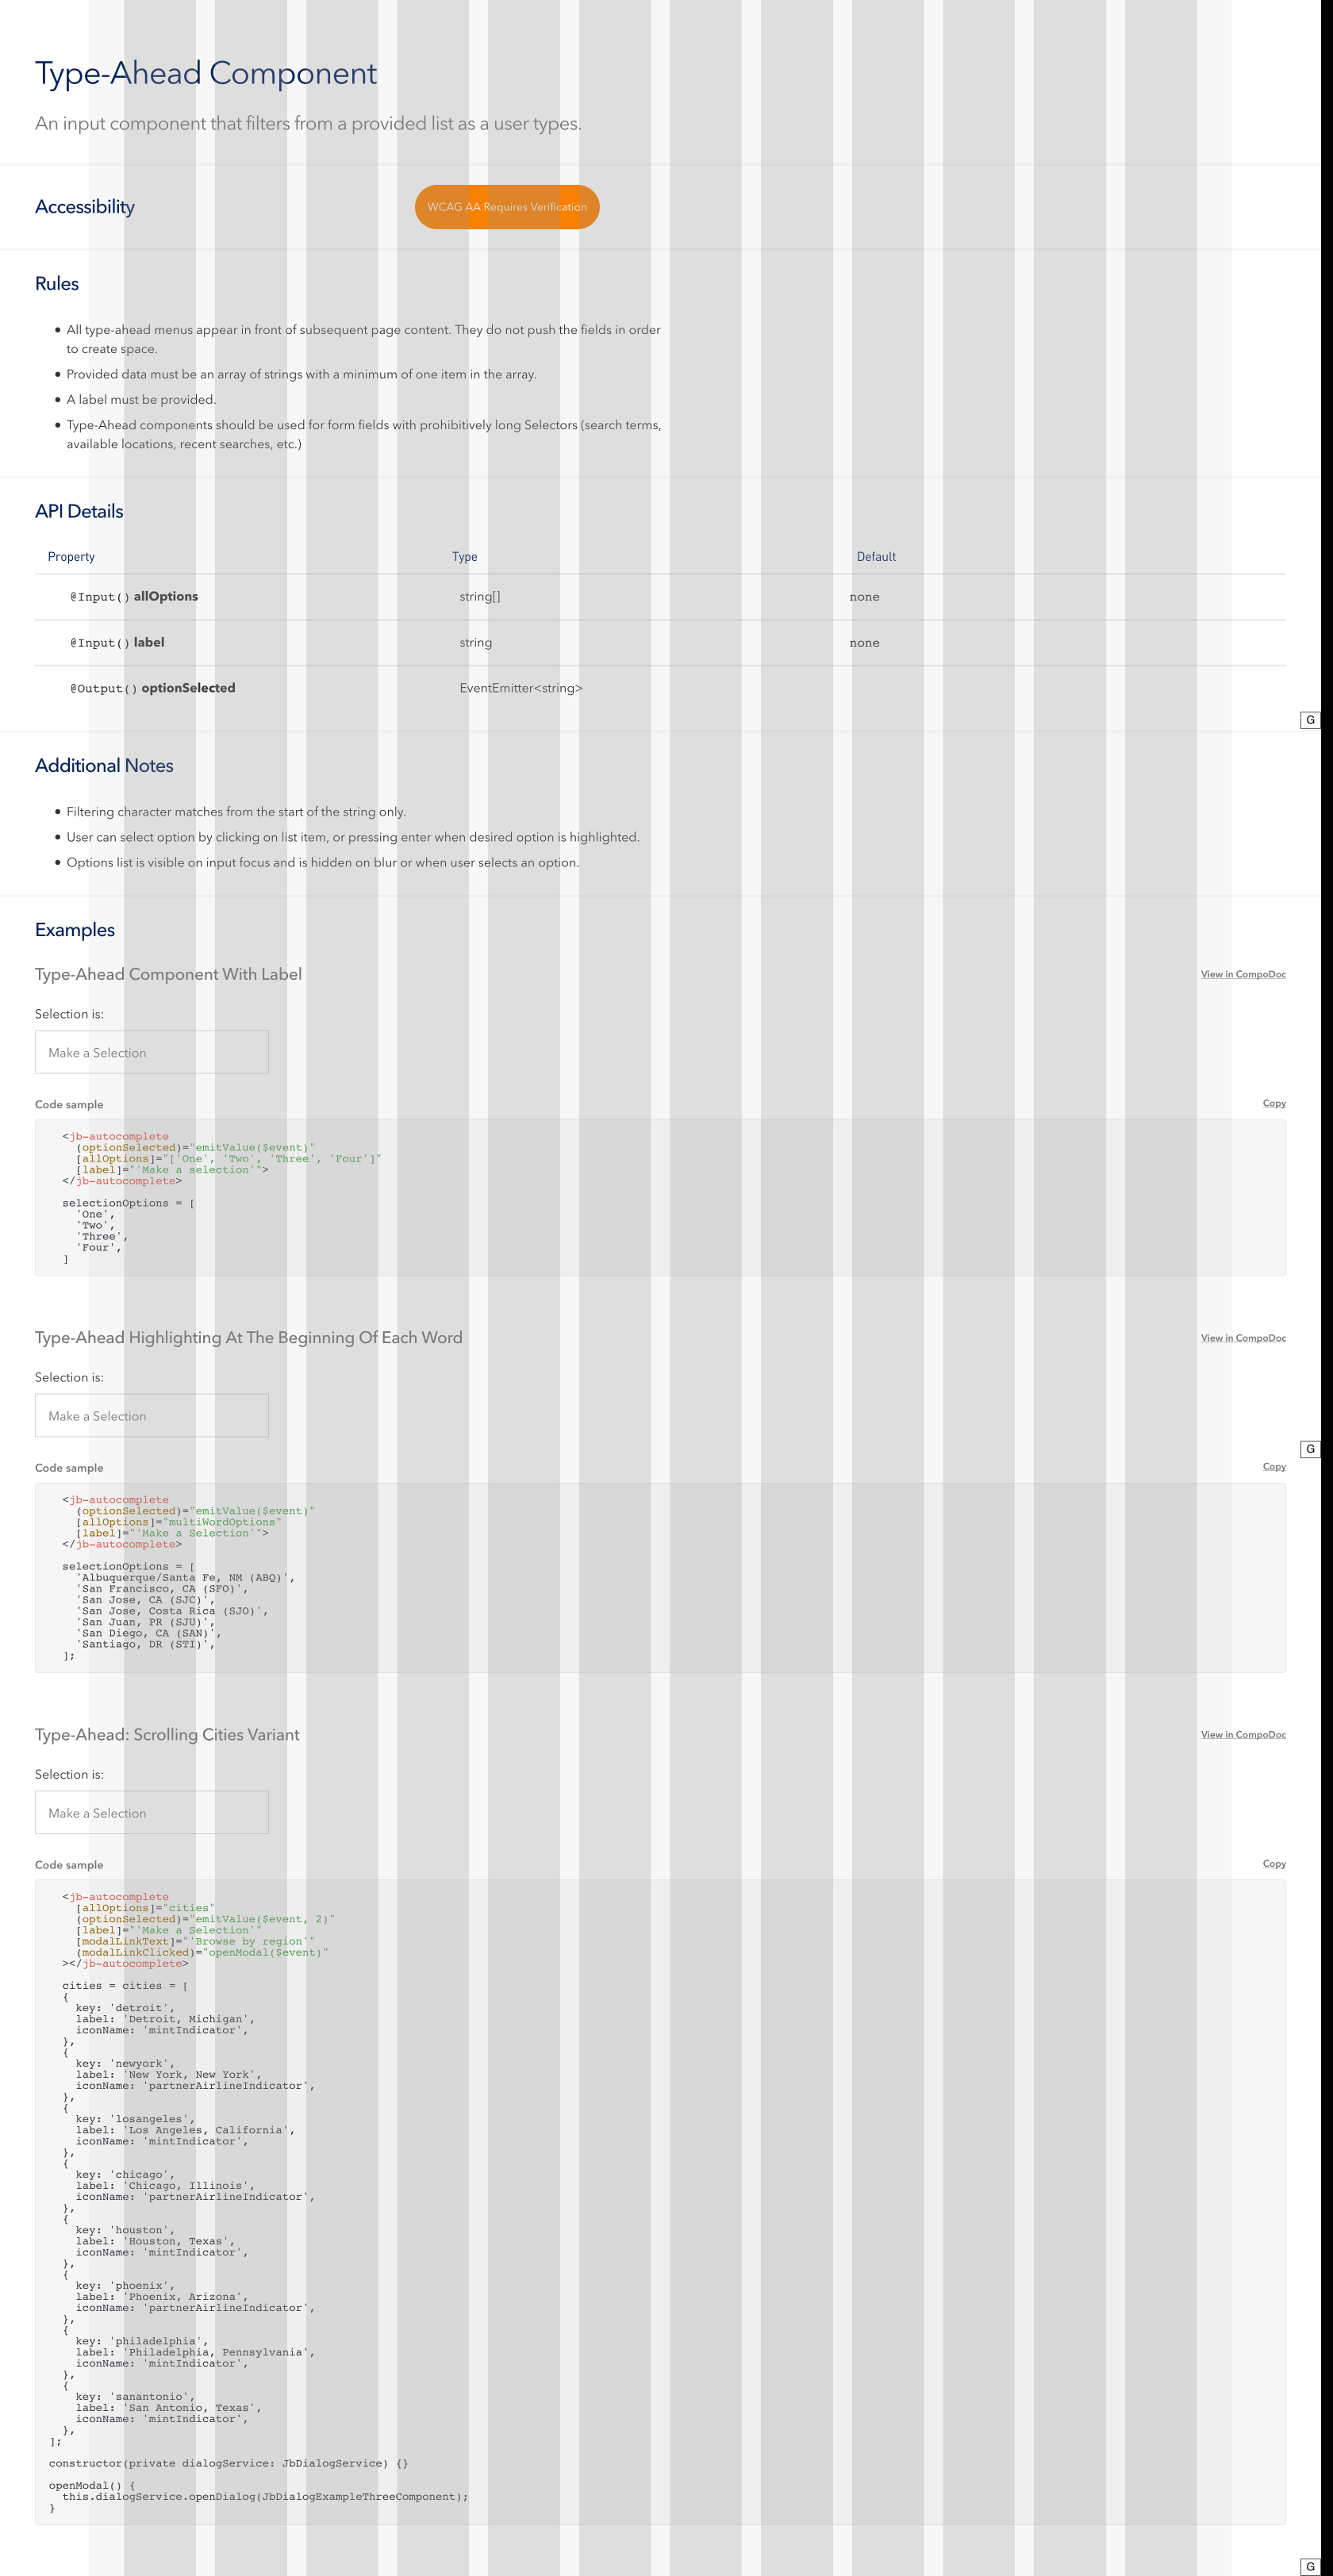 Type-Ahead Component
An input component that filters from a provided list as a user types.
Accessibility
WCAG AA Requires Verification
Rules
• All type-ahead menus appear in front of subsequent page content. They do not push the fields in order
to create space.
• Provided data must be an array of strings with a minimum of one item in the array.
• A label must be provided.
• Type-Ahead components should be used for form fields with prohibitively long Selectors (search terms,
available locations, recent searches, etc.)
API Details
Property Type Default
@Input() allOptions string[] none
@Input() label string none
@Output() optionSelected EventEmitter<string>
G
Additional Notes
• Filtering character matches from the start of the string only.
• User can select option by clicking on list item, or pressing enter when desired option is highlighted.
• Options list is visible on input focus and is hidden on blur or when user selects an option.
Examples
Type-Ahead Component With Label View in CompoDoc
Selection is:
Make a Selection
Code sample Copy
<jb-autocomplete
(optionSelected)="emitValue($event)"
[allOptions]="['One', 'Two', 'Three', 'Four']"
[label]="'Make a selection'">
</jb-autocomplete>
selectionOptions = [
'One',
'Two',
'Three',
'Four',
]
Type-Ahead Highlighting At The Beginning Of Each Word View in CompoDoc
Selection is:
Make a Selection
G
Code sample Copy
<jb-autocomplete
(optionSelected)="emitValue($event)"
[allOptions]="multiWordOptions"
[label]="'Make a Selection'">
</jb-autocomplete>
selectionOptions = [
'Albuquerque/Santa Fe, NM (ABQ)',
'San Francisco, CA (SFO)',
'San Jose, CA (SJC)',
'San Jose, Costa Rica (SJO)',
'San Juan, PR (SJU)',
'San Diego, CA (SAN)',
'Santiago, DR (STI)',
];
Type-Ahead: Scrolling Cities Variant View in CompoDoc
Selection is:
Make a Selection
Code sample Copy
<jb-autocomplete
[allOptions]="cities"
(optionSelected)="emitValue($event, 2)"
[label]="'Make a Selection'"
[modalLinkText]="'Browse by region'"
(modalLinkClicked)="openModal($event)"
></jb-autocomplete>
cities = cities = [
{
key: 'detroit',
label: 'Detroit, Michigan',
iconName: 'mintIndicator',
},
{
key: 'newyork',
label: 'New York, New York',
iconName: 'partnerAirlineIndicator',
},
{
key: 'losangeles',
label: 'Los Angeles, California',
iconName: 'mintIndicator',
},
{
key: 'chicago',
label: 'Chicago, Illinois',
iconName: 'partnerAirlineIndicator',
},
{
key: 'houston',
label: 'Houston, Texas',
iconName: 'mintIndicator',
},
{
key: 'phoenix',
label: 'Phoenix, Arizona',
iconName: 'partnerAirlineIndicator',
},
{
key: 'philadelphia',
label: 'Philadelphia, Pennsylvania',
iconName: 'mintIndicator',
},
{
key: 'sanantonio',
label: 'San Antonio, Texas',
iconName: 'mintIndicator',
},
];
constructor(private dialogService: JbDialogService) {}
openModal() {
this.dialogService.openDialog(JbDialogExampleThreeComponent);
}
G